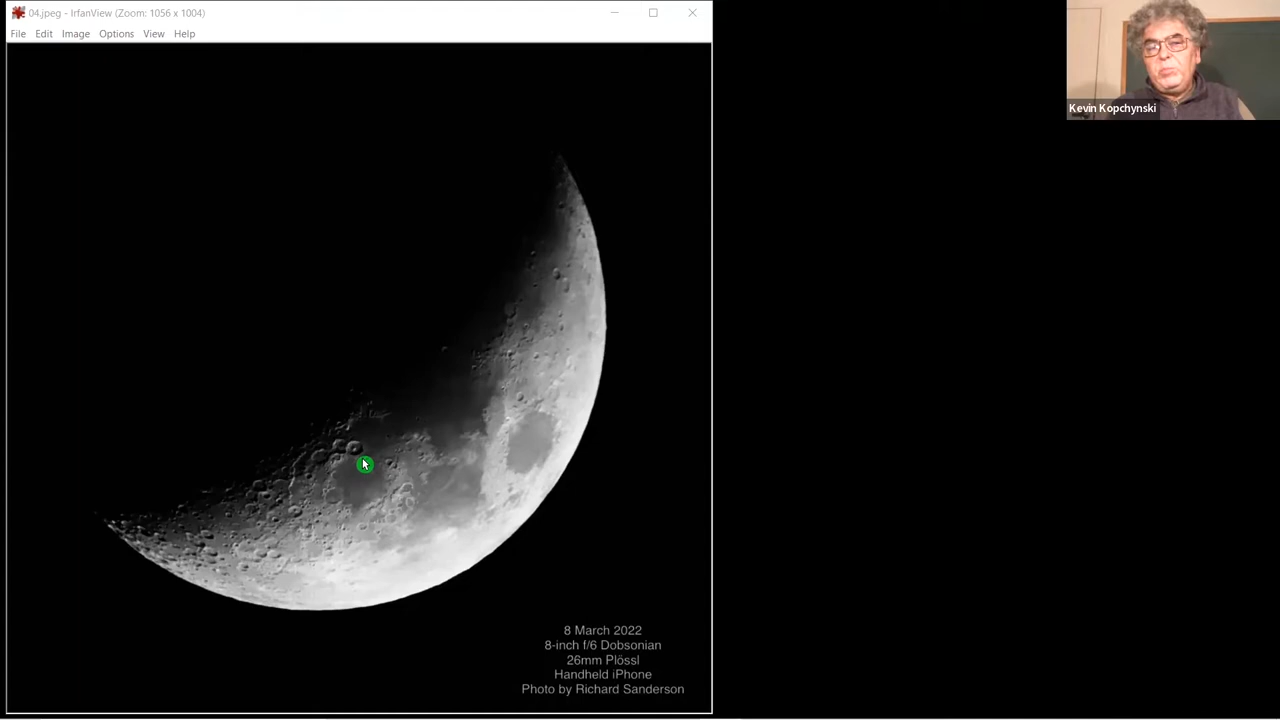 04.jpeg - IrfanView (Zoom: 1056 x 1004)
File Edit Image Options View Help
Kevin Kopchynski
8 March 2022
8-inch f/6 Dobsonian
26mm Plössl
Handheld iPhone
Photo by Richard Sanderson